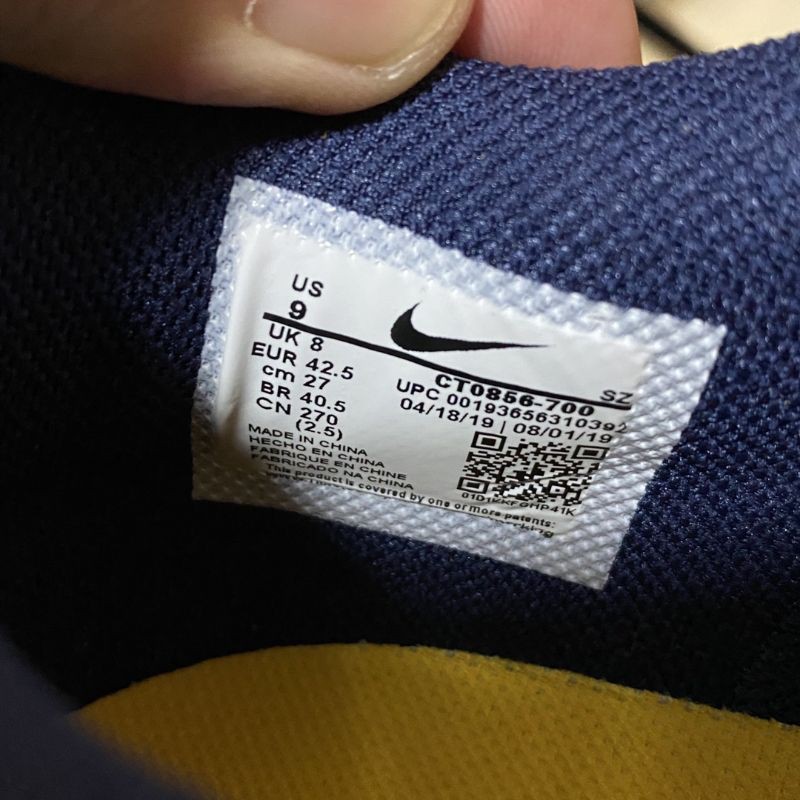 US
9
UK 8
EUR 42.5
cm 27
BR 40.5
CN 270
(2.5)
SZ
CT0856-700
UPC 00193656310392
04/18/19 | 08/01/19
MADE IN CHINA
HECHO EN CHINA
FABRIQUE EN CHINE
FABRICADO NA CHINA
This product is covered by one or more patents: